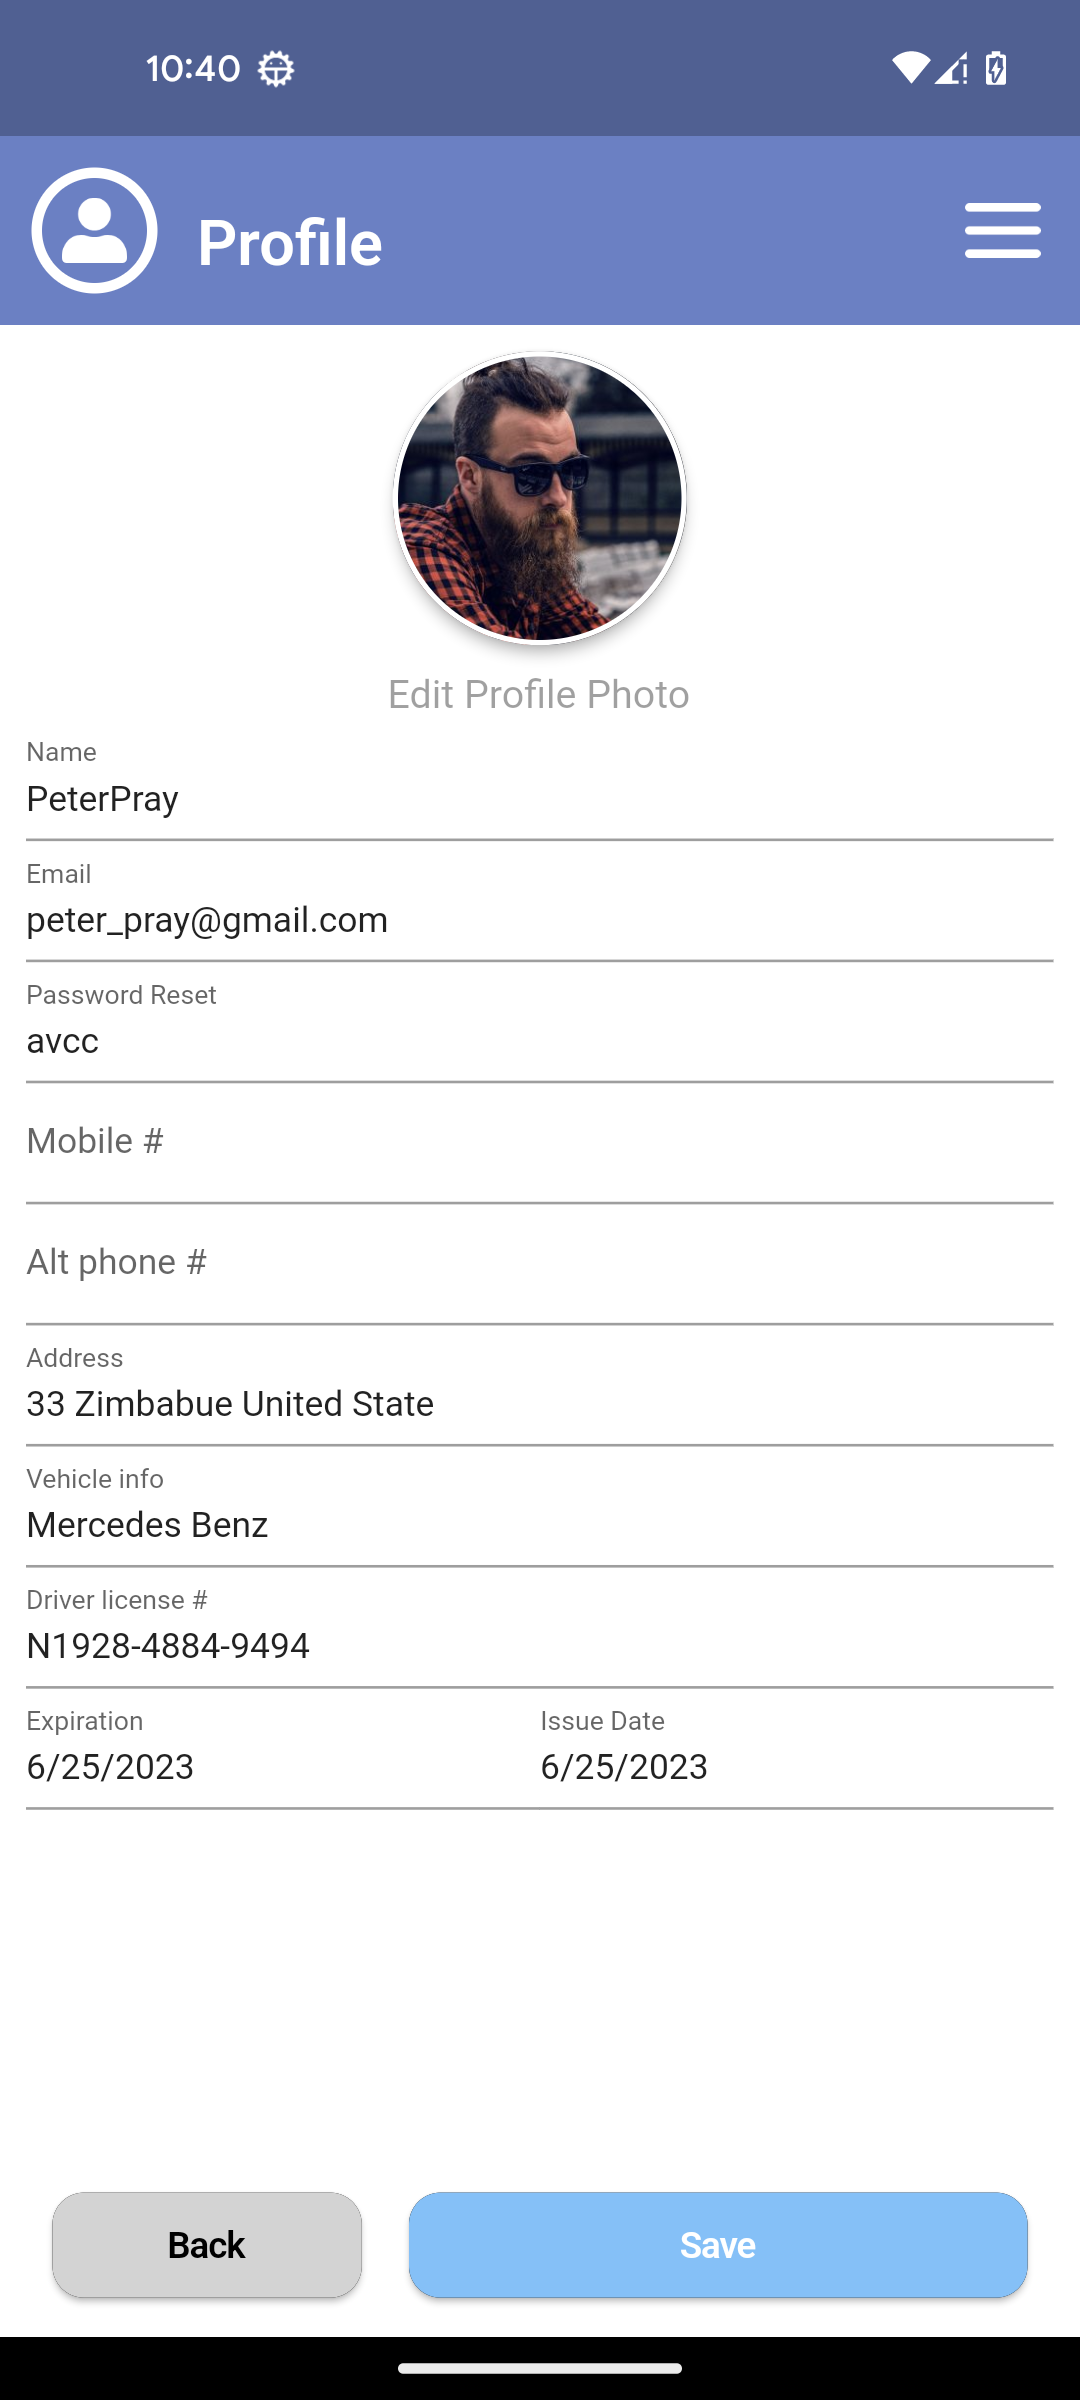 10:40
Profile
Edit Profile Photo
Name
PeterPray
Email
peter_pray@gmail.com
Password Reset
avcc
Mobile #
Alt phone #
Address
33 Zimbabue United State
Vehicle info
Mercedes Benz
Driver license #
N1928-4884-9494
Expiration Issue Date
6/25/2023 6/25/2023
Back Save